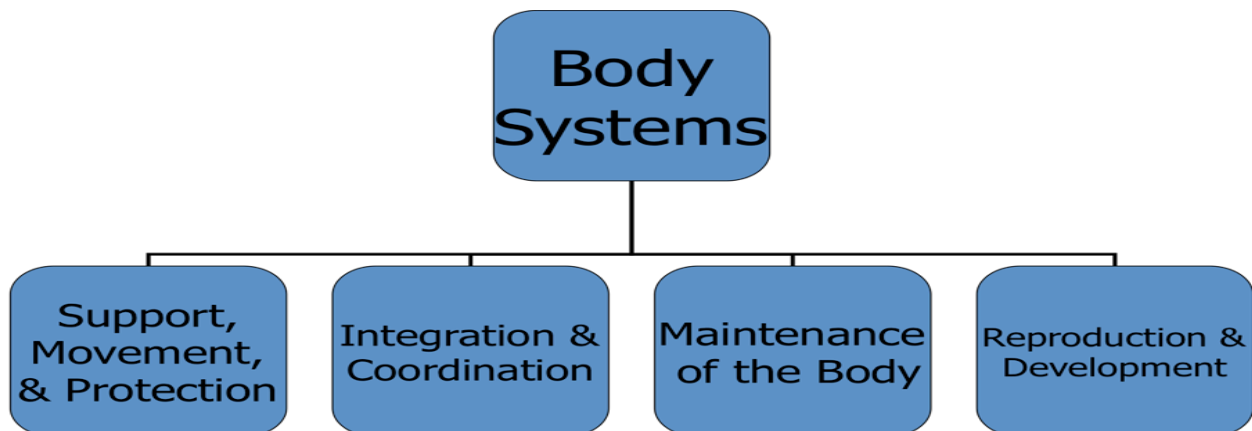 Body
Systems
Support,
Movement,
& Protection
Integration &
Coordination
Maintenance
of the Body
Reproduction &
Development